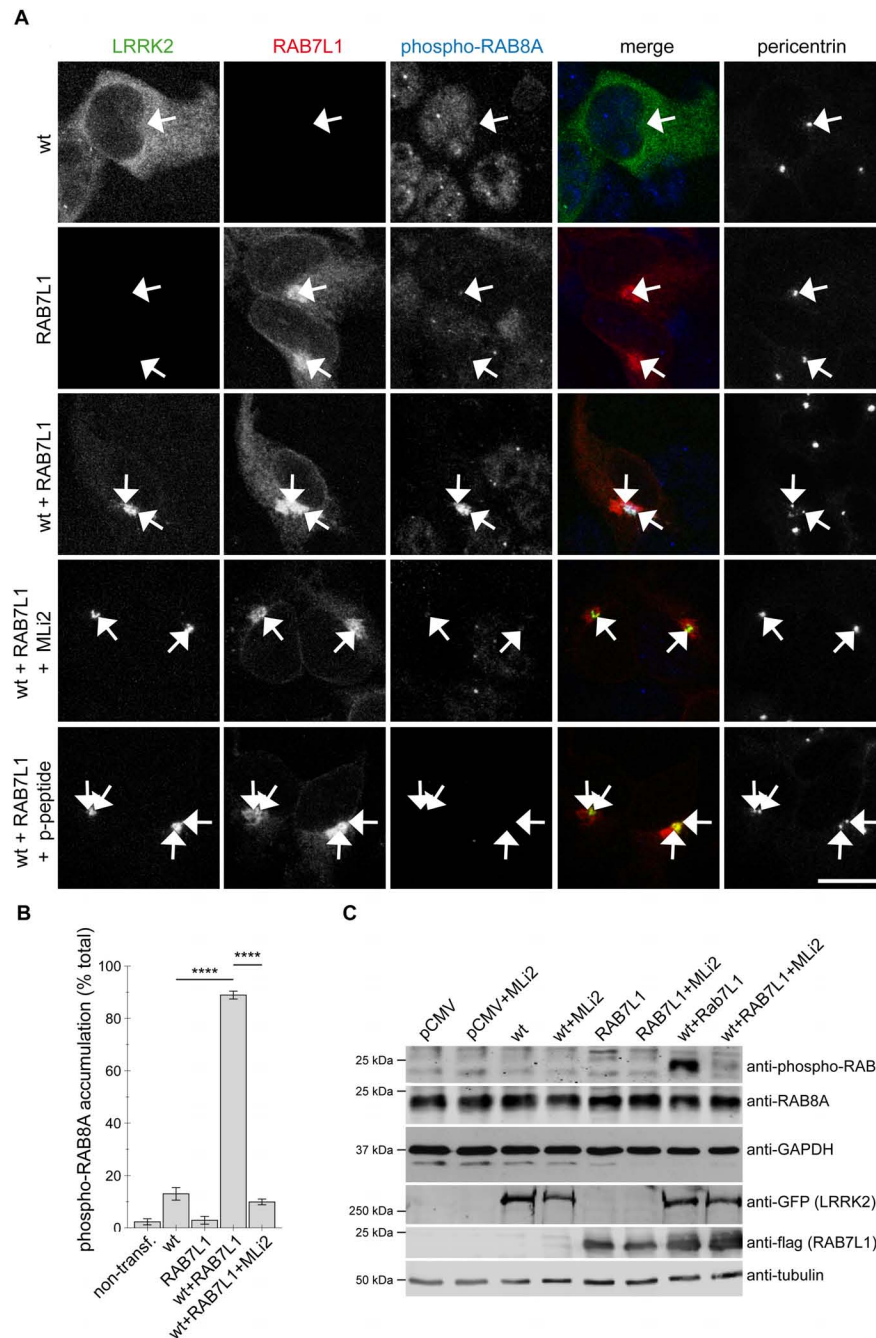 A
LRRK2 RAB7L1 phospho-RAB8A merge pericentrin
wt
RAB7L1
wt + RAB7L1
wt + RAB7L1
+ MLi2
wt + RAB7L1
+ p-peptide
B
phospho-RAB8A accumulation (% total)
100
80
60
40
20
0
****
****
non-transf.
wt
RAB7L1
wt+RAB7L1
wt+RAB7L1+MLi2
C
pCMV
pCMV+MLi2
wt
wt+MLi2
RAB7L1
RAB7L1+MLi2
wt+Rab7L1
wt+RAB7L1+MLi2
25 kDa anti-phospho-RAB
25 kDa anti-RAB8A
37 kDa anti-GAPDH
250 kDa anti-GFP (LRRK2)
25 kDa anti-flag (RAB7L1)
50 kDa anti-tubulin